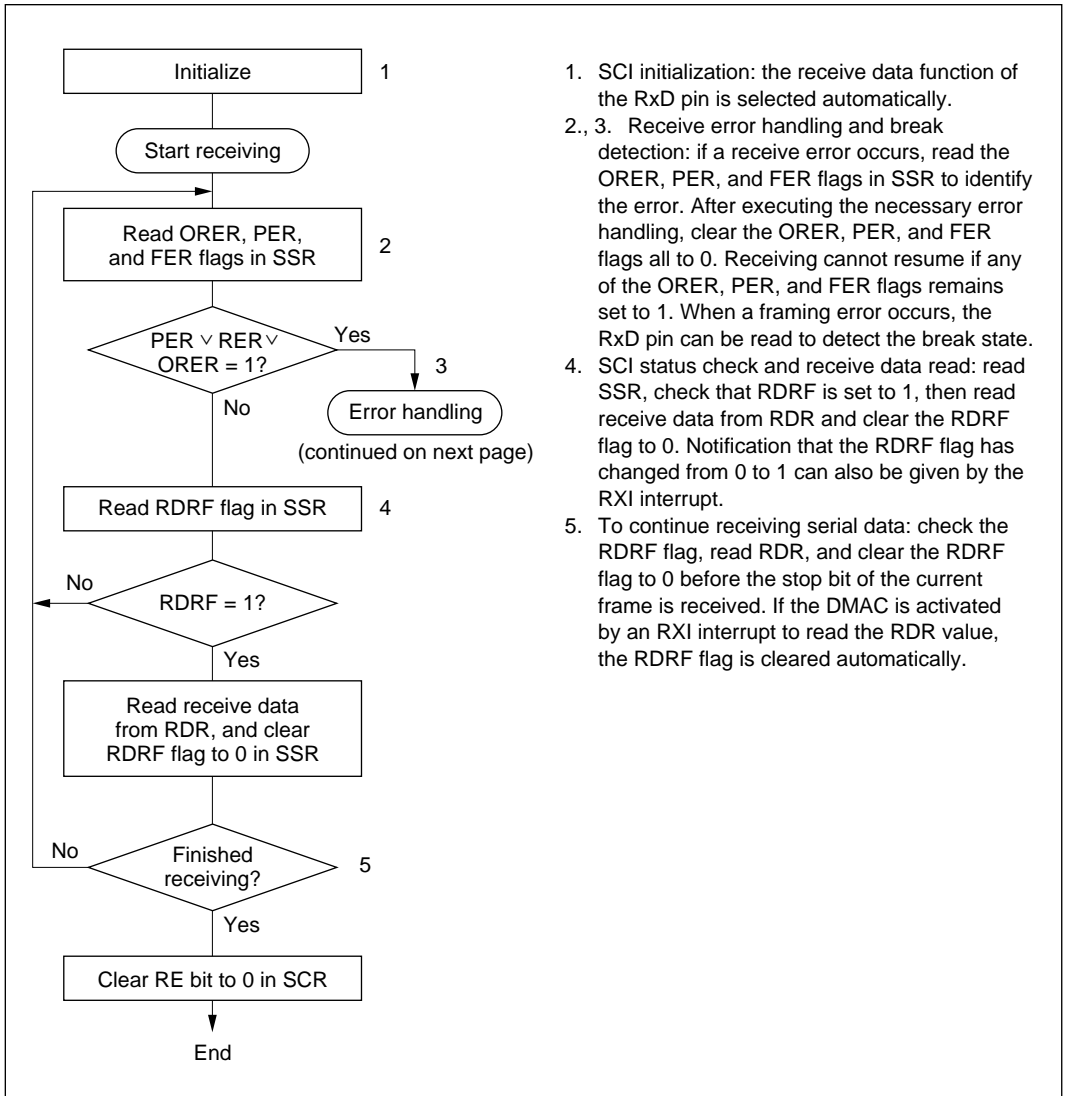 Initialize
1
Start receiving
Read ORER, PER,
and FER flags in SSR
2
PER ∨ RER ∨
ORER = 1?
Yes
3
No
Error handling
(continued on next page)
Read RDRF flag in SSR
4
No
RDRF = 1?
Yes
Read receive data
from RDR, and clear
RDRF flag to 0 in SSR
No
Finished
receiving?
5
Yes
Clear RE bit to 0 in SCR
End
1. SCI initialization: the receive data function of
the RxD pin is selected automatically.
2., 3. Receive error handling and break
detection: if a receive error occurs, read the
ORER, PER, and FER flags in SSR to identify
the error. After executing the necessary error
handling, clear the ORER, PER, and FER
flags all to 0. Receiving cannot resume if any
of the ORER, PER, and FER flags remains
set to 1. When a framing error occurs, the
RxD pin can be read to detect the break state.
4. SCI status check and receive data read: read
SSR, check that RDRF is set to 1, then read
receive data from RDR and clear the RDRF
flag to 0. Notification that the RDRF flag has
changed from 0 to 1 can also be given by the
RXI interrupt.
5. To continue receiving serial data: check the
RDRF flag, read RDR, and clear the RDRF
flag to 0 before the stop bit of the current
frame is received. If the DMAC is activated
by an RXI interrupt to read the RDR value,
the RDRF flag is cleared automatically.